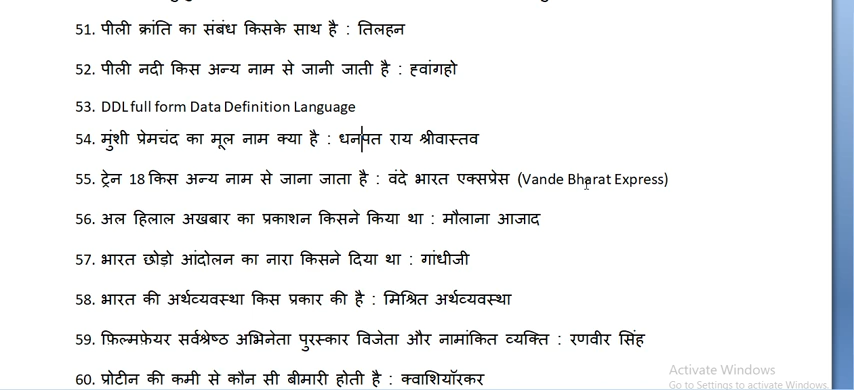 51. पीली क्रांति का संबंध किसके साथ है : तिलहन
52. पीली नदी किस अन्य नाम से जानी जाती है : ह्वांगहो
53. DDL full form Data Definition Language
54. मुंशी प्रेमचंद का मूल नाम क्या है : धनपत राय श्रीवास्तव
55. ट्रेन 18 किस अन्य नाम से जाना जाता है : वंदे भारत एक्सप्रेस (Vande Bharat Express)
56. अल हिलाल अखबार का प्रकाशन किसने किया था : मौलाना आजाद
57. भारत छोड़ो आंदोलन का नारा किसने दिया था : गांधीजी
58. भारत की अर्थव्यवस्था किस प्रकार की है : मिश्रित अर्थव्यवस्था
59. फ़िल्मफ़ेयर सर्वश्रेष्ठ अभिनेता पुरस्कार विजेता और नामांकित व्यक्ति : रणवीर सिंह
60. प्रोटीन की कमी से कौन सी बीमारी होती है : क्वाशियॉरकर
Activate Windows
Go to Settings to activate Windows.